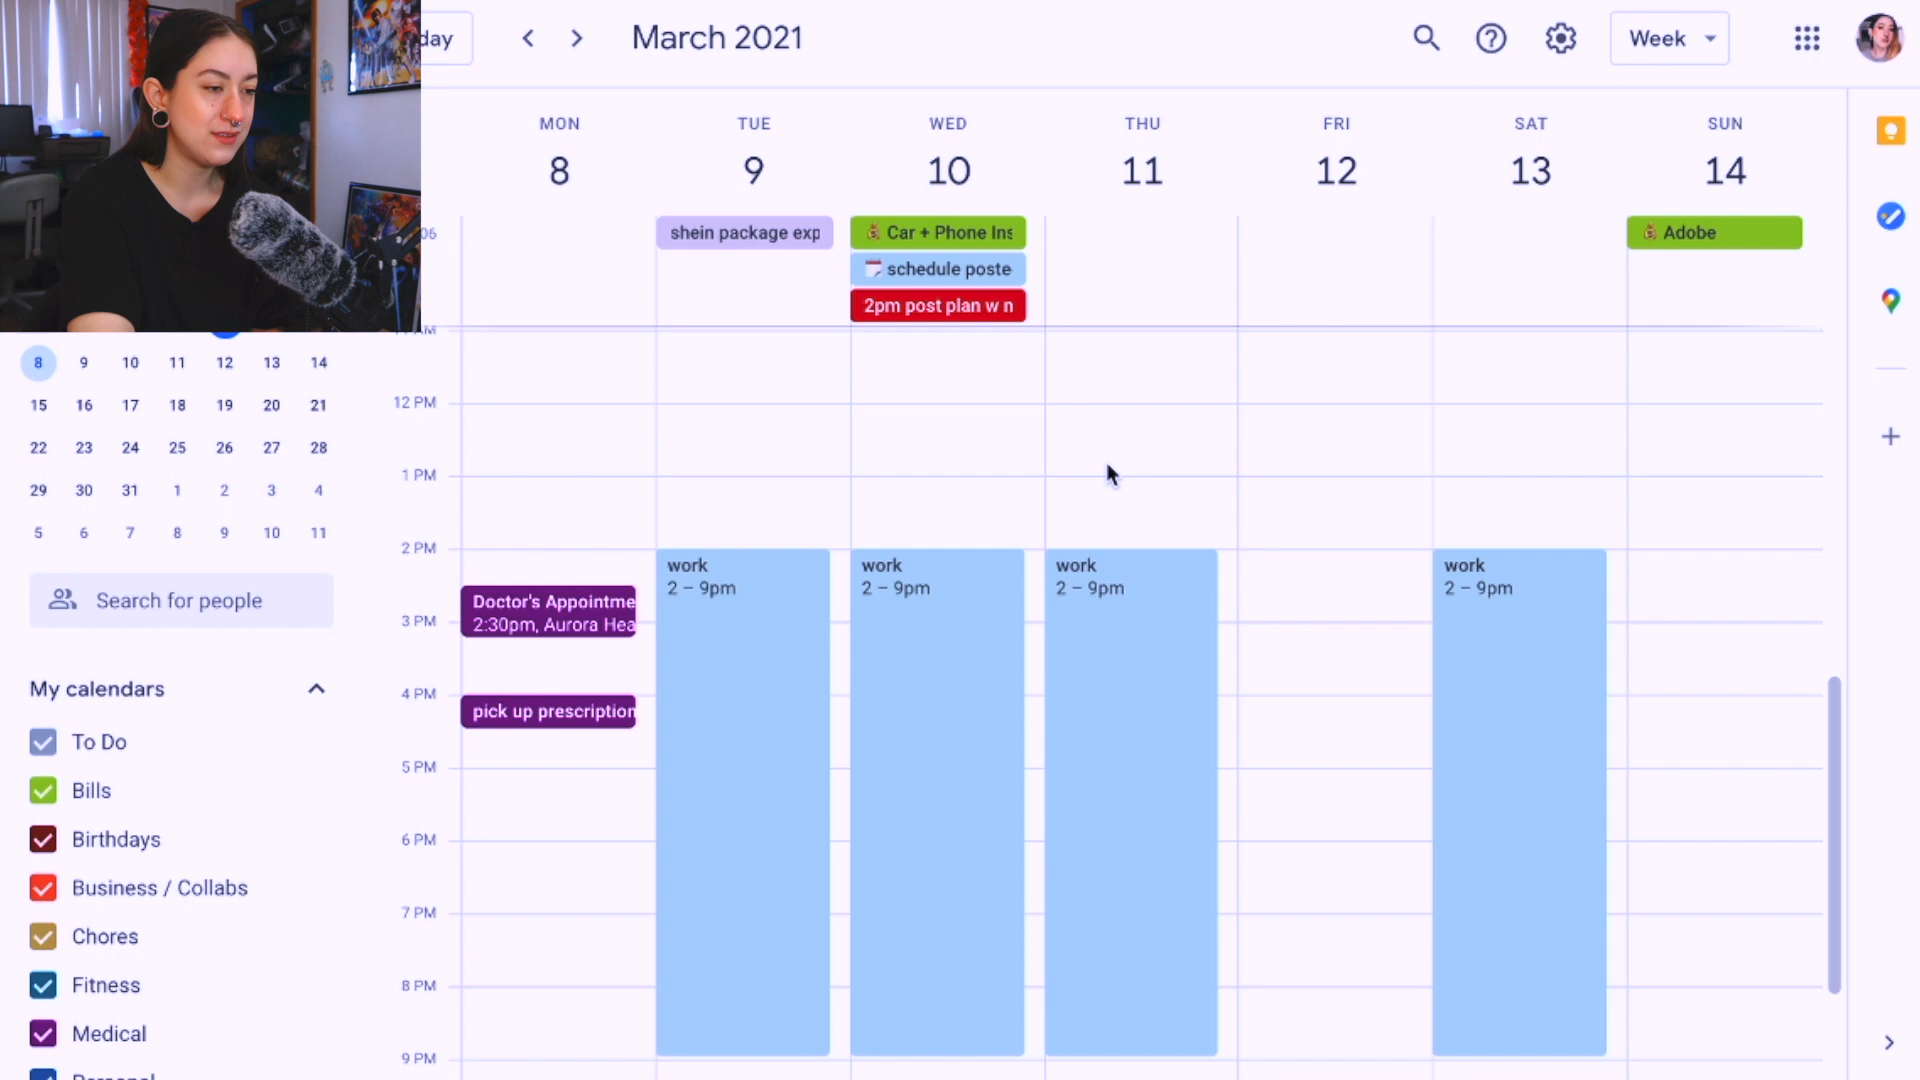 day
March 2021
Week
MON
TUE
WED
THU
FRI
SAT
SUN
8
9
10
11
12
13
14
06
shein package exp
Car + Phone Ins
Adobe
schedule poste
2pm post plan w n
8 9 10 11 12 13 14
15 16 17 18 19 20 21
22 23 24 25 26 27 28
29 30 31 1 2 3 4
5 6 7 8 9 10 11
12 PM
1 PM
2 PM
3 PM
4 PM
5 PM
6 PM
7 PM
8 PM
9 PM
Doctor's Appointme
2:30pm, Aurora Hea
pick up prescription
work
2 – 9pm
work
2 – 9pm
work
2 – 9pm
work
2 – 9pm
Search for people
My calendars
To Do
Bills
Birthdays
Business / Collabs
Chores
Fitness
Medical
Personal